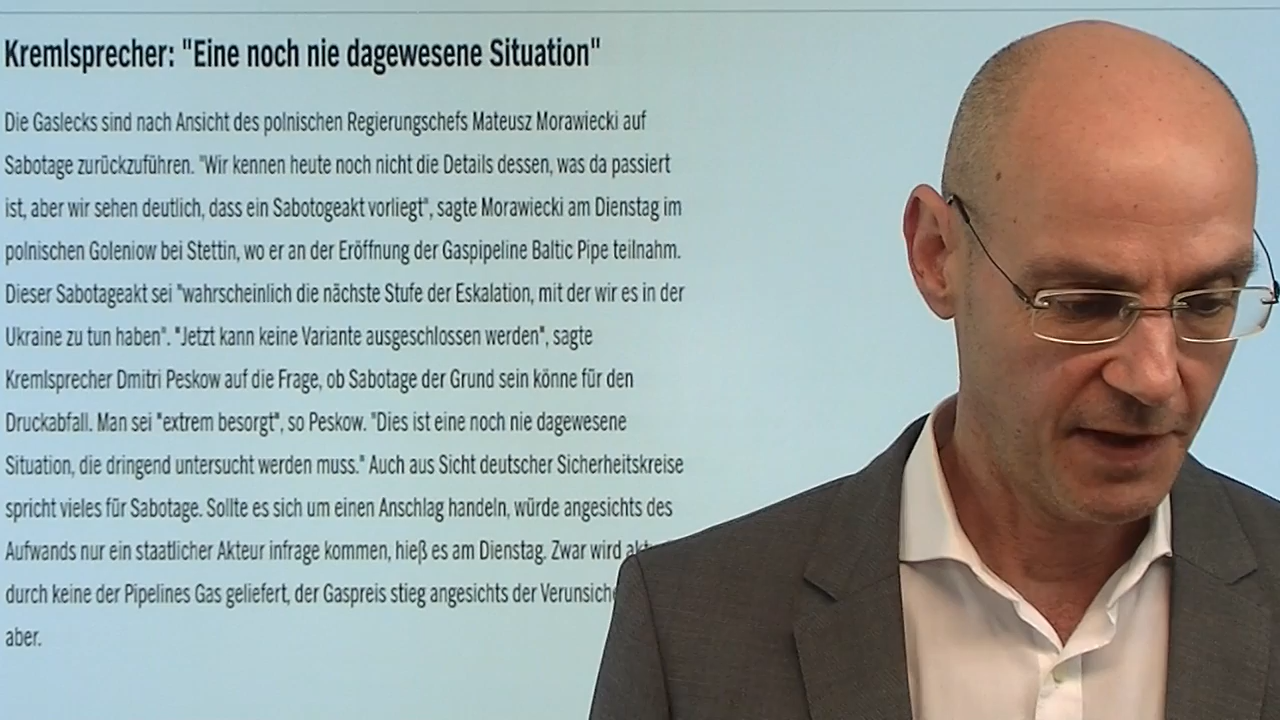 Kremlsprecher: "Eine noch nie dagewesene Situation"
Die Gaslecks sind nach Ansicht des polnischen Regierungschefs Mateusz Morawiecki auf
Sabotage zurückzuführen. "Wir kennen heute noch nicht die Details dessen, was da passiert
ist, aber wir sehen deutlich, dass ein Sabotogeakt vorliegt", sagte Morawiecki am Dienstag im
polnischen Goleniow bei Stettin, wo er an der Eröffnung der Gaspipeline Baltic Pipe teilnahm.
Dieser Sabotageakt sei "wahrscheinlich die nächste Stufe der Eskalation, mit der wir es in der
Ukraine zu tun haben". "Jetzt kann keine Variante ausgeschlossen werden", sagte
Kremlsprecher Dmitri Peskow auf die Frage, ob Sabotage der Grund sein könne für den
Druckabfall. Man sei "extrem besorgt", so Peskow. "Dies ist eine noch nie dagewesene
Situation, die dringend untersucht werden muss." Auch aus Sicht deutscher Sicherheitskreise
spricht vieles für Sabotage. Sollte es sich um einen Anschlag handeln, würde angesichts des
Aufwands nur ein staatlicher Akteur infrage kommen, hieß es am Dienstag. Zwar wird
durch keine der Pipelines Gas geliefert, der Gaspreis stieg angesichts der
aber.